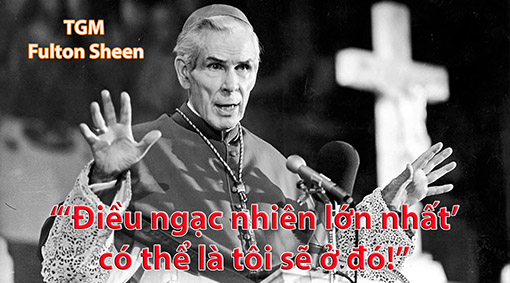 TGM
Fulton Sheen
“‘Điều ngạc nhiên lớn nhất’
có thể là tôi sẽ ở đó!”